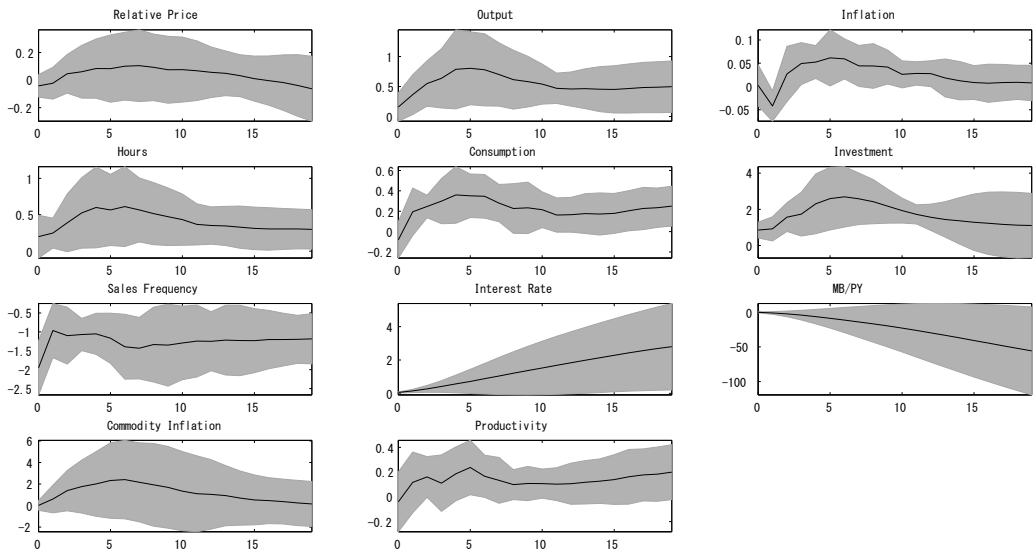 Relative Price
0.2
0
-0.2
0 5 10 15
Output
1
0.5
0
0 5 10 15
Inflation
0.1
0.05
0
-0.05
0 5 10 15
Hours
1
0.5
0
0 5 10 15
Consumption
0.6
0.4
0.2
0
-0.2
0 5 10 15
Investment
4
2
0
0 5 10 15
Sales Frequency
-0.5
-1
-1.5
-2
-2.5
0 5 10 15
Interest Rate
4
2
0
0 5 10 15
MB/PY
0
-50
-100
0 5 10 15
Commodity Inflation
6
4
2
0
-2
0 5 10 15
Productivity
0.4
0.2
0
-0.2
0 5 10 15